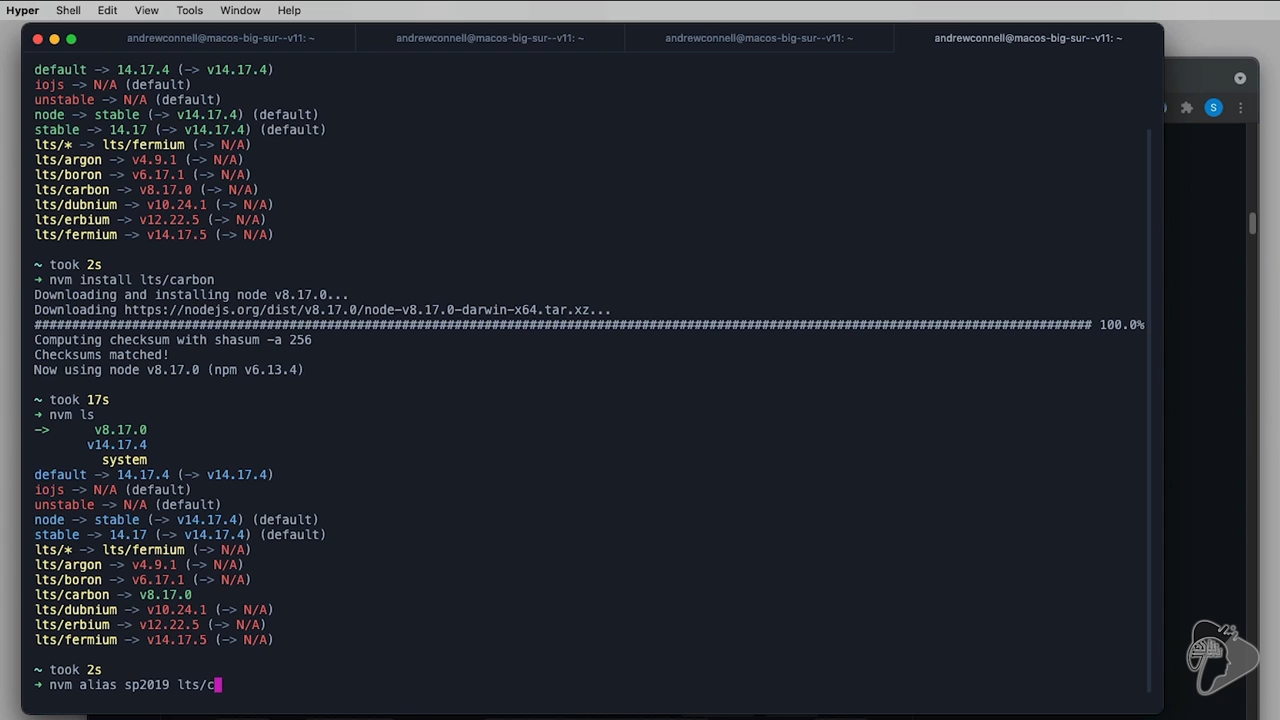 Hyper Shell Edit View Tools Window Help
andrewconnell@macos-big-sur--v11: ~ andrewconnell@macos-big-sur--v11: ~ andrewconnell@macos-big-sur--v11: ~ andrewconnell@macos-big-sur--v11: ~
default -> 14.17.4 (-> v14.17.4)
iojs -> N/A (default)
unstable -> N/A (default)
node -> stable (-> v14.17.4) (default)
stable -> 14.17 (-> v14.17.4) (default)
lts/* -> lts/fermium (-> N/A)
lts/argon -> v4.9.1 (-> N/A)
lts/boron -> v6.17.1 (-> N/A)
lts/carbon -> v8.17.0 (-> N/A)
lts/dubnium -> v10.24.1 (-> N/A)
lts/erbium -> v12.22.5 (-> N/A)
lts/fermium -> v14.17.5 (-> N/A)
~ took 2s
➜ nvm install lts/carbon
Downloading and installing node v8.17.0...
Downloading https://nodejs.org/dist/v8.17.0/node-v8.17.0-darwin-x64.tar.xz...
############################################################################################################################################# 100.0%
Computing checksum with shasum -a 256
Checksums matched!
Now using node v8.17.0 (npm v6.13.4)
~ took 17s
➜ nvm ls
-> v8.17.0
v14.17.4
system
default -> 14.17.4 (-> v14.17.4)
iojs -> N/A (default)
unstable -> N/A (default)
node -> stable (-> v14.17.4) (default)
stable -> 14.17 (-> v14.17.4) (default)
lts/* -> lts/fermium (-> N/A)
lts/argon -> v4.9.1 (-> N/A)
lts/boron -> v6.17.1 (-> N/A)
lts/carbon -> v8.17.0
lts/dubnium -> v10.24.1 (-> N/A)
lts/erbium -> v12.22.5 (-> N/A)
lts/fermium -> v14.17.5 (-> N/A)
~ took 2s
➜ nvm alias sp2019 lts/c
S